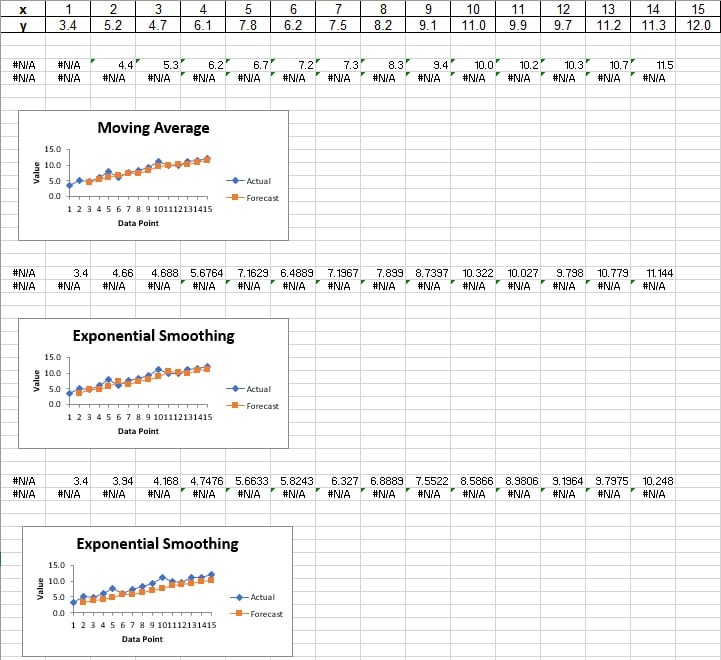 x 1 2 3 4 5 6 7 8 9 10 11 12 13 14 15
y 3.4 5.2 4.7 6.1 7.8 6.2 7.5 8.2 9.1 11.0 9.9 9.7 11.2 11.3 12.0
#N/A #N/A 4.4 5.3 6.2 6.7 7.2 7.3 8.3 9.4 10.0 10.2 10.3 10.7 11.5
#N/A #N/A #N/A #N/A #N/A #N/A #N/A #N/A #N/A #N/A #N/A #N/A #N/A #N/A #N/A
Moving Average
15.0
10.0
5.0
0.0
Value
1 2 3 4 5 6 7 8 9 101112131415
Data Point
Actual
Forecast
#N/A 3.4 4.66 4.688 5.6764 7.1629 6.4889 7.1967 7.899 8.7397 10.322 10.027 9.798 10.779 11.144
#N/A #N/A #N/A #N/A #N/A #N/A #N/A #N/A #N/A #N/A #N/A #N/A #N/A #N/A #N/A
Exponential Smoothing
15.0
10.0
5.0
0.0
Value
1 2 3 4 5 6 7 8 9 101112131415
Data Point
Actual
Forecast
#N/A 3.4 3.94 4.168 4.7476 5.6633 5.8243 6.327 6.8889 7.5522 8.5866 8.9806 9.1964 9.7975 10.248
#N/A #N/A #N/A #N/A #N/A #N/A #N/A #N/A #N/A #N/A #N/A #N/A #N/A #N/A #N/A
Exponential Smoothing
15.0
10.0
5.0
0.0
Value
1 2 3 4 5 6 7 8 9 101112131415
Data Point
Actual
Forecast